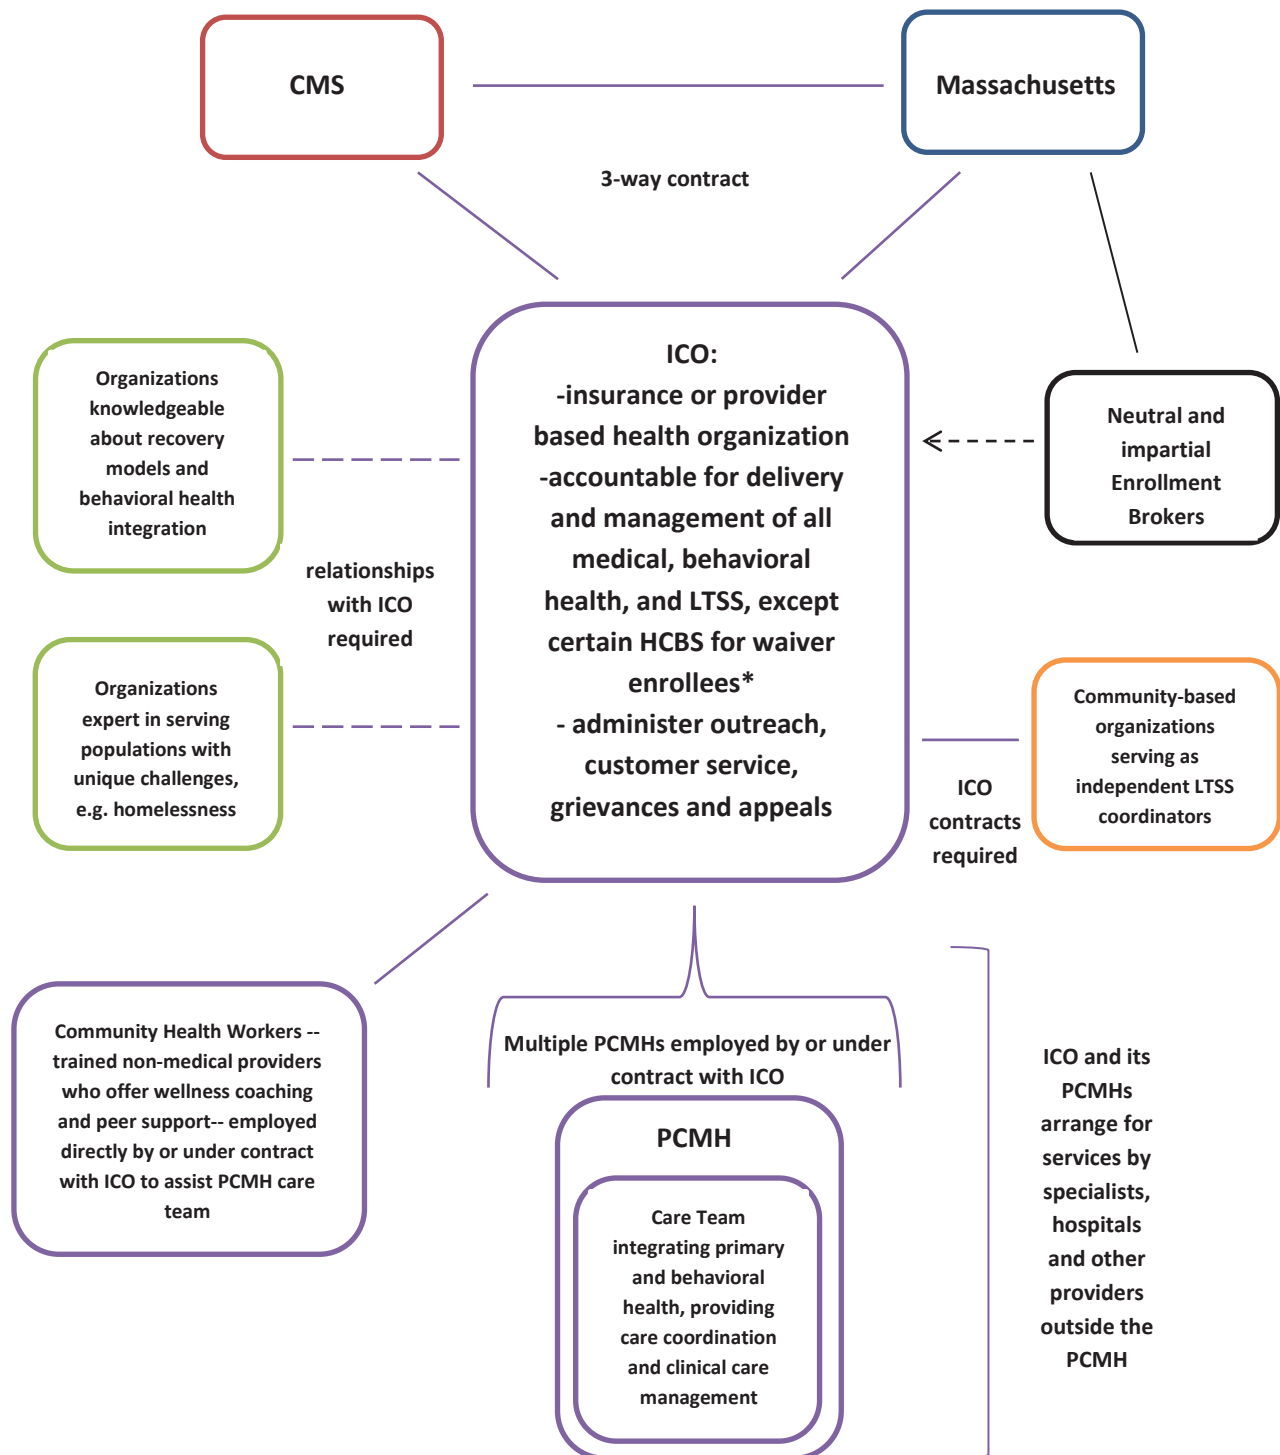 CMS
Massachusetts
3-way contract
ICO:
-insurance or provider
based health organization
-accountable for delivery
and management of all
medical, behavioral
health, and LTSS, except
certain HCBS for waiver
enrollees*
- administer outreach,
customer service,
grievances and appeals
Organizations
knowledgeable
about recovery
models and
behavioral health
integration
Neutral and
impartial
Enrollment
Brokers
relationships
with ICO
required
Organizations
expert in serving
populations with
unique challenges,
e.g. homelessness
Community-based
organizations
serving as
independent LTSS
coordinators
ICO
contracts
required
Community Health Workers --
trained non-medical providers
who offer wellness coaching
and peer support-- employed
directly by or under contract
with ICO to assist PCMH care
team
Multiple PCMHs employed by or under
contract with ICO
PCMH
Care Team
integrating primary
and behavioral
health, providing
care coordination
and clinical care
management
ICO and its
PCMHs
arrange for
services by
specialists,
hospitals
and other
providers
outside the
PCMH